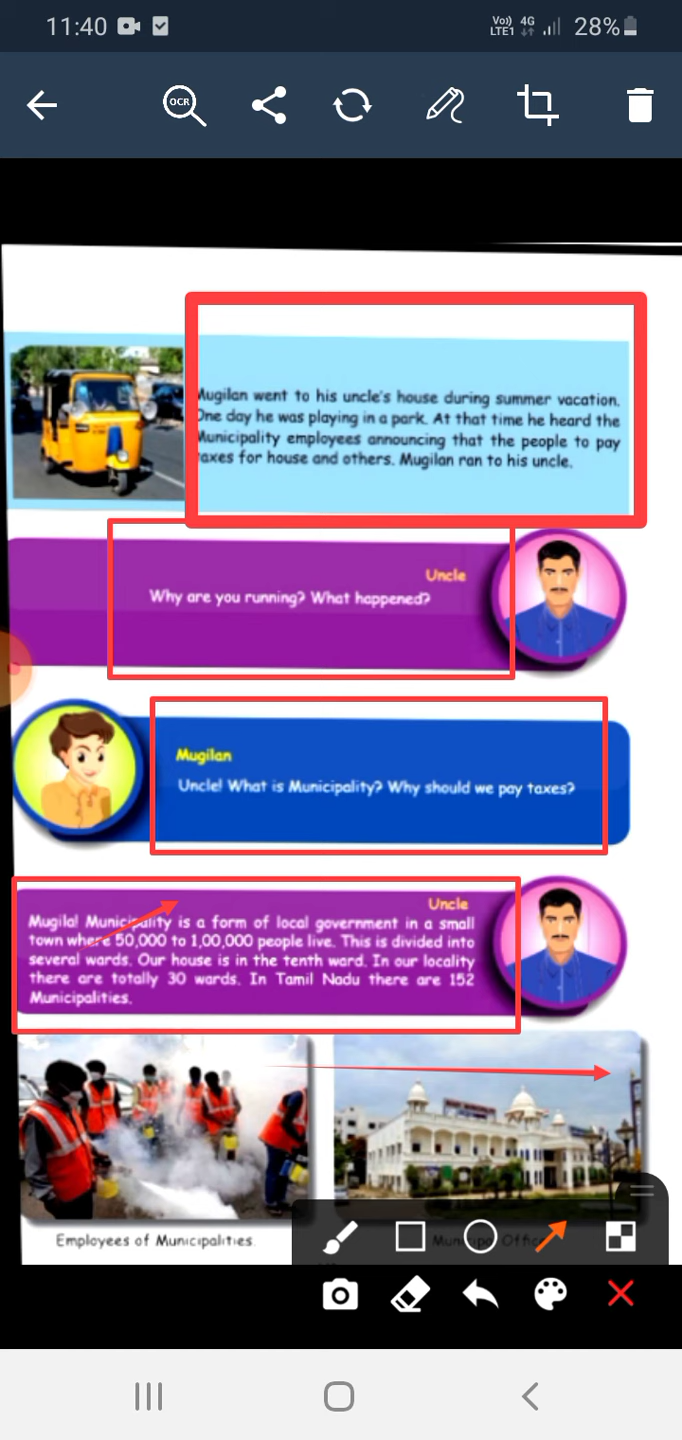 11:40
Vo)) 4G
LTE1
28%
OCR
Mugilan went to his uncle's house during summer vacation.
One day he was playing in a park. At that time he heard the
Municipality employees announcing that the people to pay
taxes for house and others. Mugilan ran to his uncle.
Uncle
Why are you running? What happened?
Mugilan
Uncle! What is Municipality? Why should we pay taxes?
Uncle
Mugila! Municipality is a form of local government in a small
town where 50,000 to 1,00,000 people live. This is divided into
several wards. Our house is in the tenth ward. In our locality
there are totally 30 wards. In Tamil Nadu there are 152
Municipalities.
Employees of Municipalities.
Municipal Office